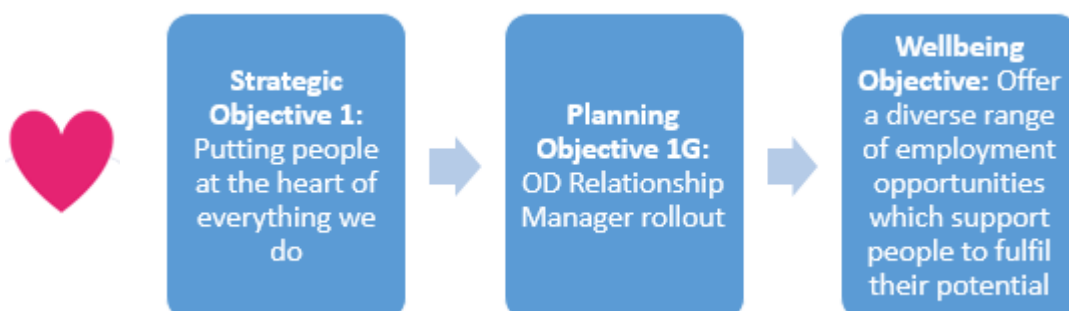 Strategic
Objective 1:
Putting people
at the heart of
everything we
do
Planning
Objective 1G:
OD Relationship
Manager rollout
Wellbeing
Objective: Offer
a diverse range
of employment
opportunities
which support
people to fulfil
their potential